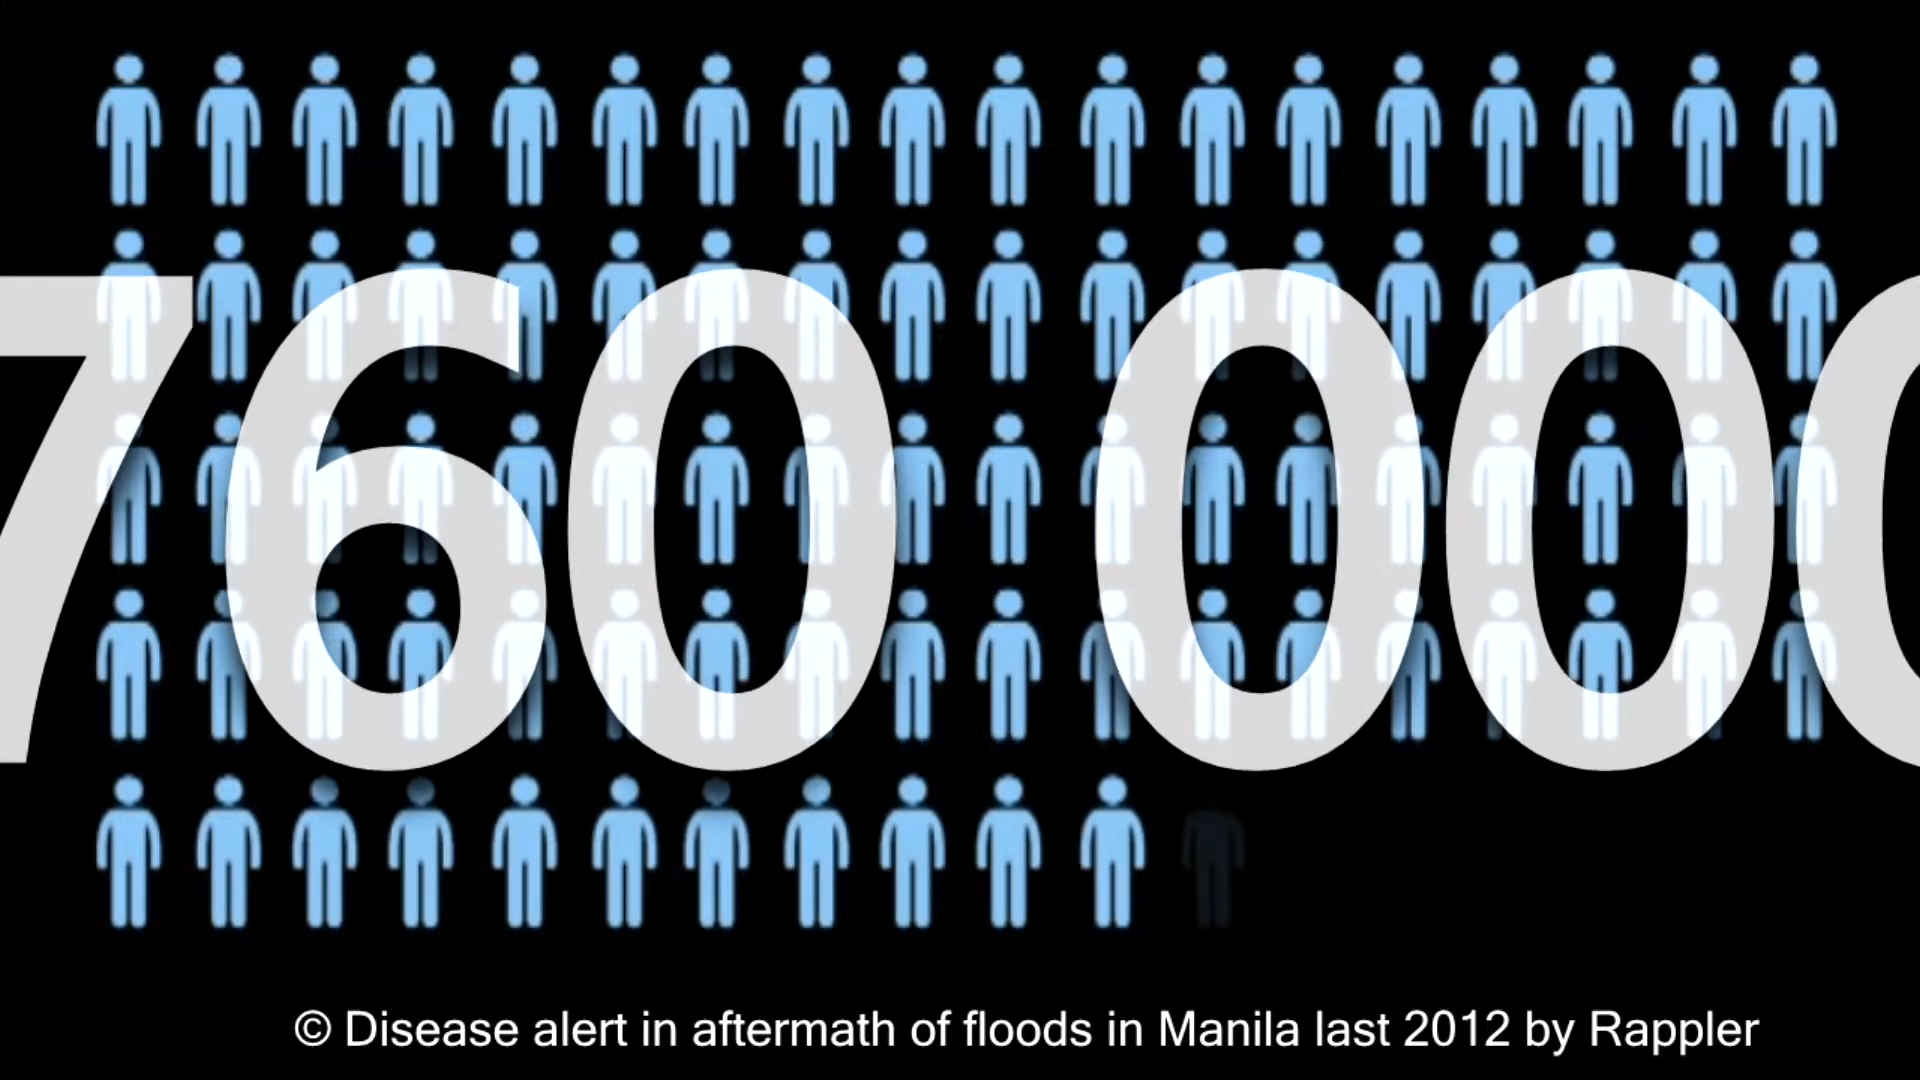 760 000
© Disease alert in aftermath of floods in Manila last 2012 by Rappler